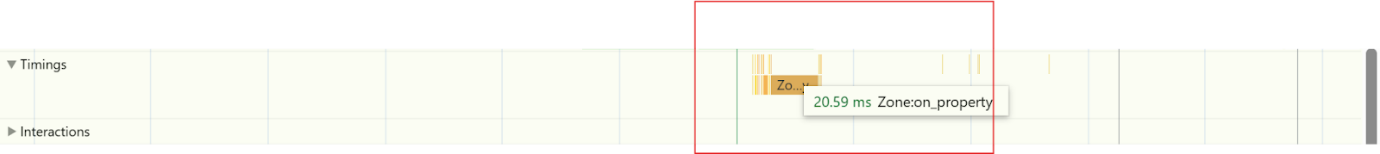 Timings
Zo...y
20.59 ms Zone:on_property
Interactions